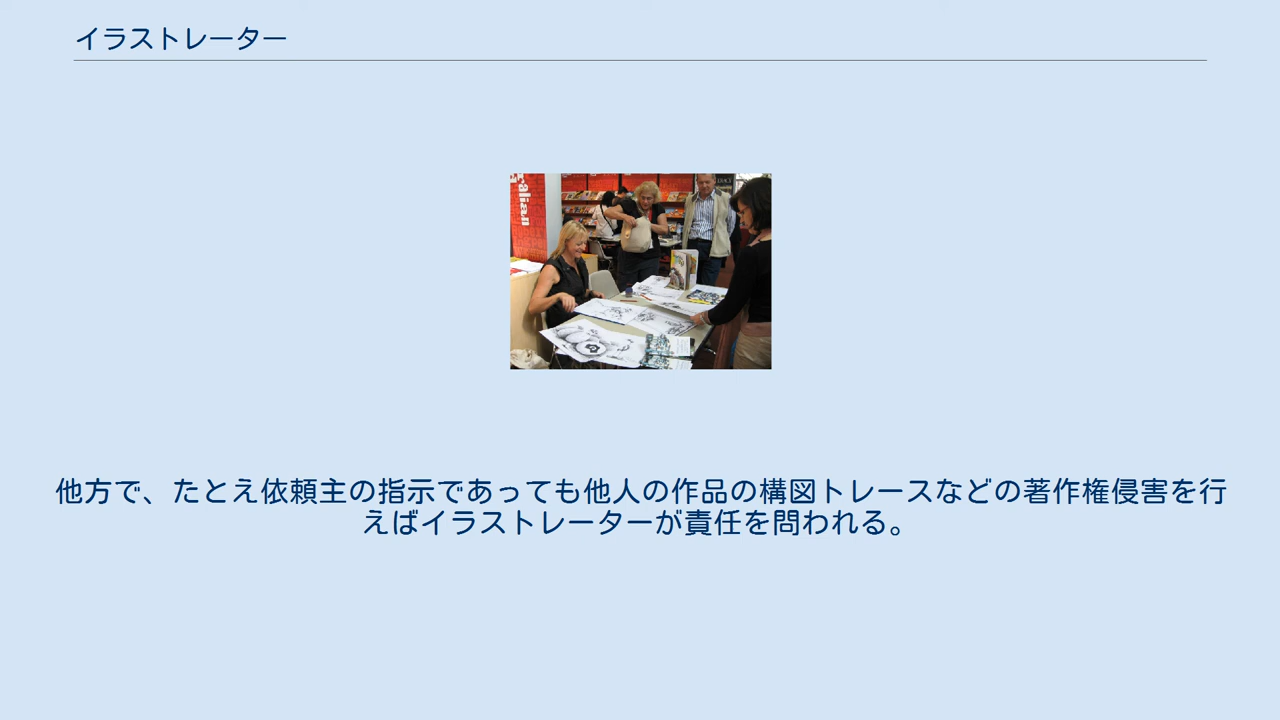 イラストレーター
ralian
他方で、たとえ依頼主の指示であっても他人の作品の構図トレースなどの著作権侵害を行
えばイラストレーターが責任を問われる。